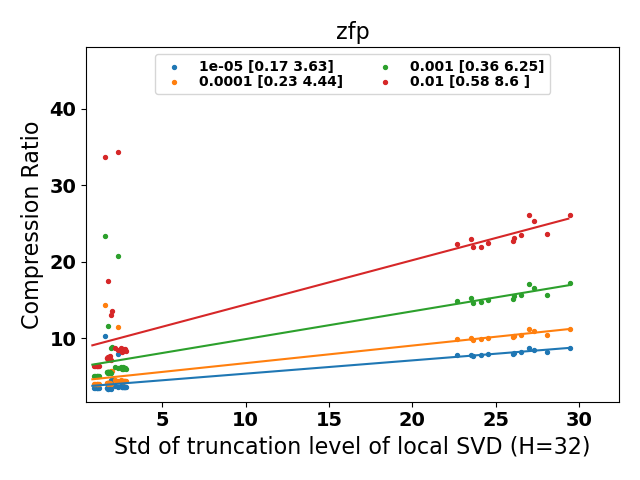 zfp
1e-05 [0.17 3.63]
0.0001 [0.23 4.44]
0.001 [0.36 6.25]
0.01 [0.58 8.6 ]
Compression Ratio
40
30
20
10
5 10 15 20 25 30
Std of truncation level of local SVD (H=32)